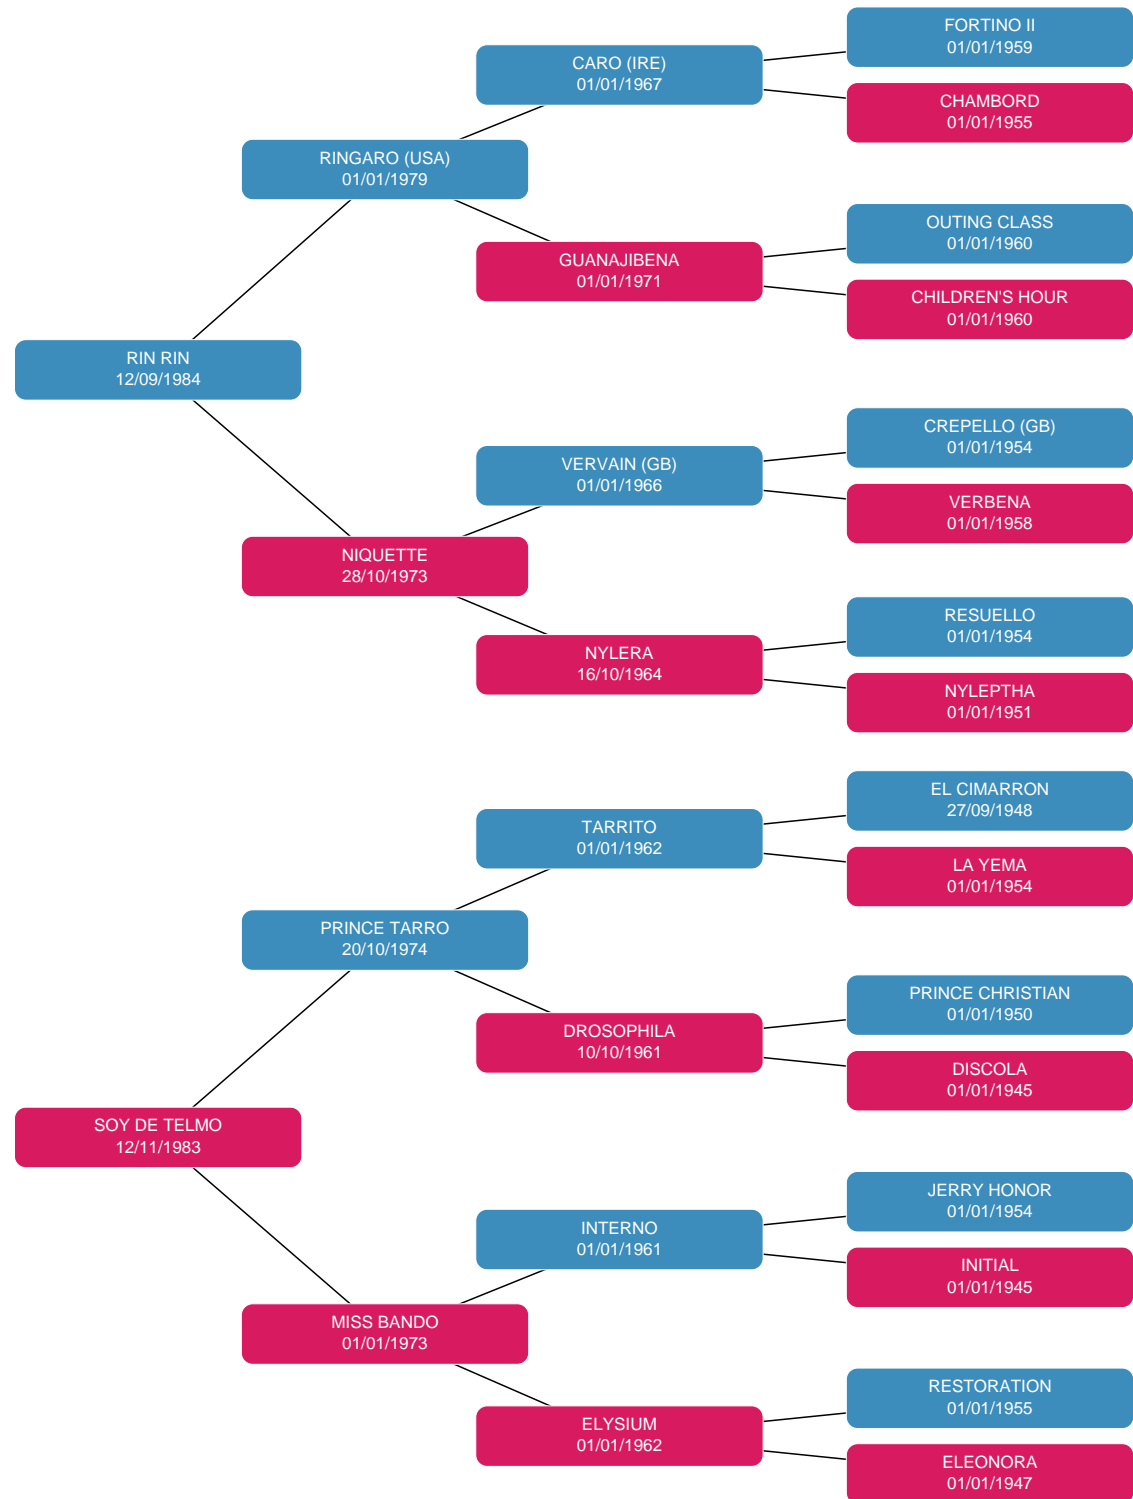 FORTINO II
01/01/1959
CARO (IRE)
01/01/1967
CHAMBORD
01/01/1955
RINGARO (USA)
01/01/1979
OUTING CLASS
01/01/1960
GUANAJIBENA
01/01/1971
CHILDREN'S HOUR
01/01/1960
RIN RIN
12/09/1984
CREPELLO (GB)
01/01/1954
VERVAIN (GB)
01/01/1966
VERBENA
01/01/1958
NIQUETTE
28/10/1973
RESUELLO
01/01/1954
NYLERA
16/10/1964
NYLEPTHA
01/01/1951
EL CIMARRON
27/09/1948
TARRITO
01/01/1962
LA YEMA
01/01/1954
PRINCE TARRO
20/10/1974
PRINCE CHRISTIAN
01/01/1950
DROSOPHILA
10/10/1961
DISCOLA
01/01/1945
SOY DE TELMO
12/11/1983
JERRY HONOR
01/01/1954
INTERNO
01/01/1961
INITIAL
01/01/1945
MISS BANDO
01/01/1973
RESTORATION
01/01/1955
ELYSIUM
01/01/1962
ELEONORA
01/01/1947